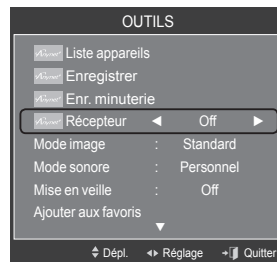 OUTILS
Liste appareils
Enregistrer
Enr. minuterie
Récepteur ◄ Off ►
Mode image : Standard
Mode sonore : Personnel
Mise en veille : Off
Ajouter aux favoris
▼
Dépl. Réglage Quitter